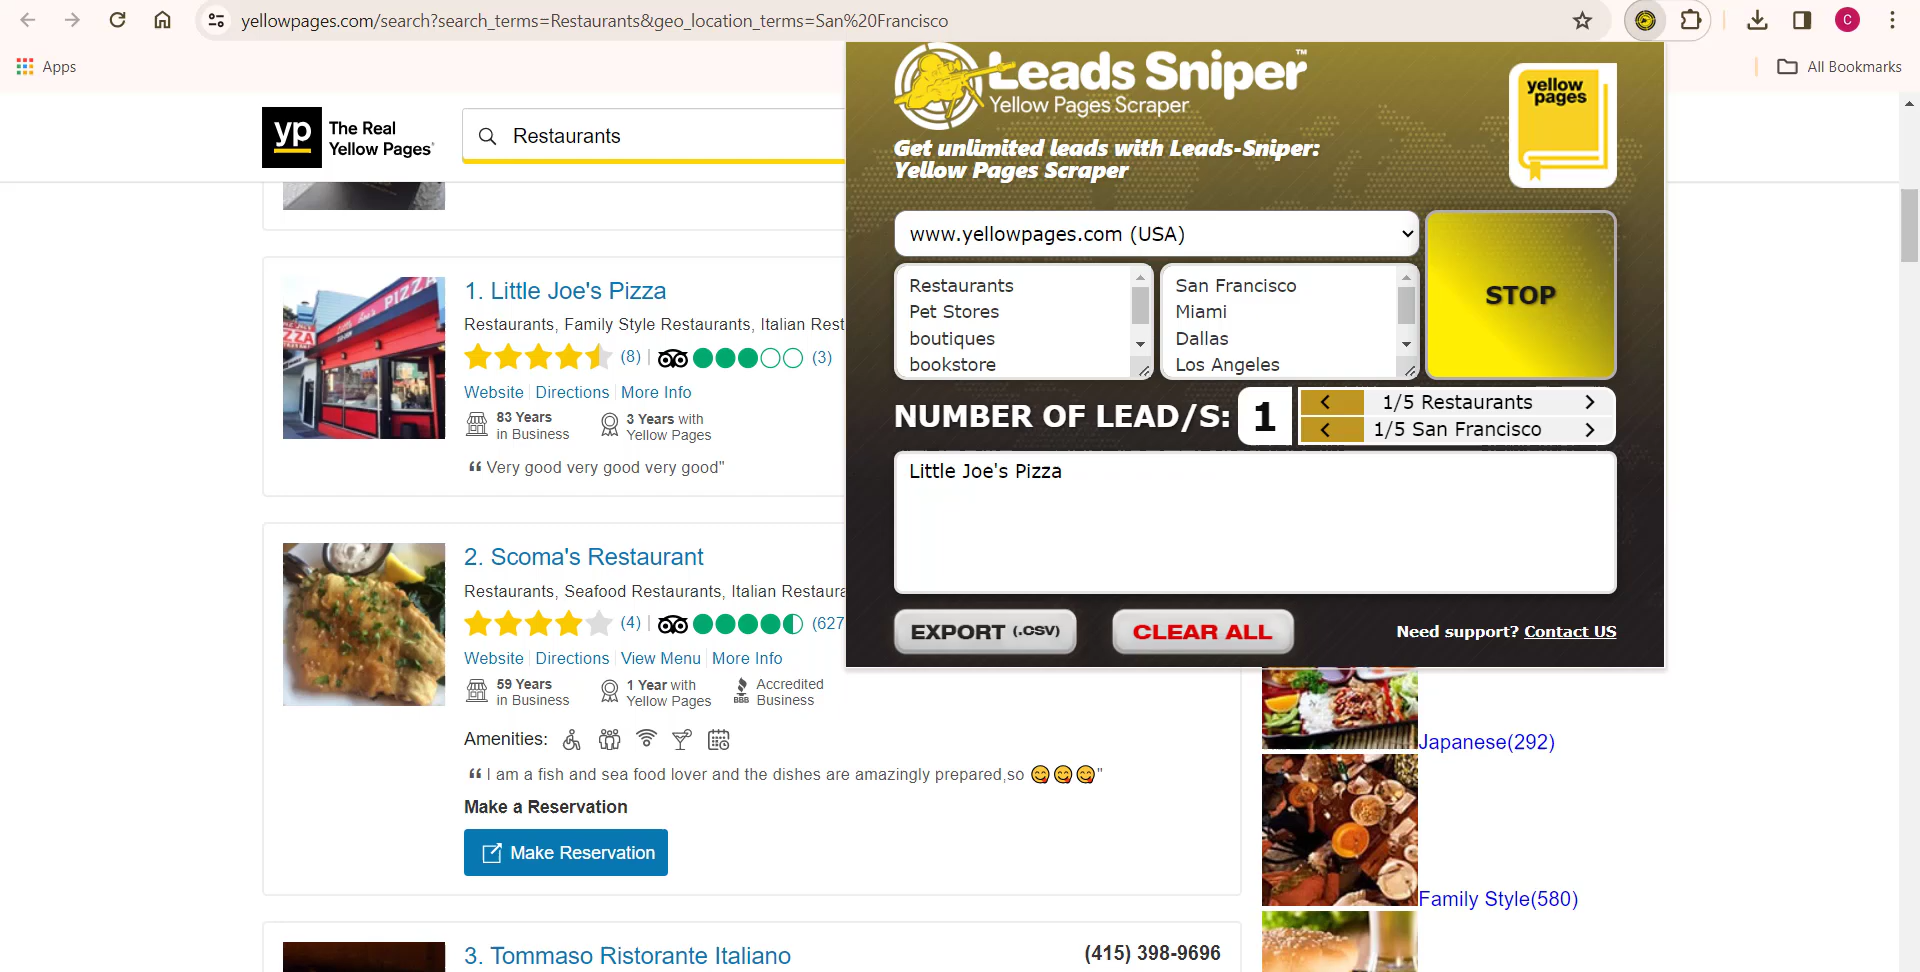 yellowpages.com/search?search_terms=Restaurants&geo_location_terms=San%20Francisco
C
Apps
All Bookmarks
yp The Real Yellow Pages
Restaurants
1. Little Joe's Pizza
Restaurants, Family Style Restaurants, Italian Rest
(8) | (3)
Website Directions More Info
83 Years in Business
3 Years with Yellow Pages
“Very good very good very good"
2. Scoma's Restaurant
Restaurants, Seafood Restaurants, Italian Restaura
(4) | (627
Website Directions View Menu More Info
59 Years in Business
1 Year with Yellow Pages
BBB Accredited Business
Amenities:
“I am a fish and sea food lover and the dishes are amazingly prepared,so 😋😋😋"
Make a Reservation
Make Reservation
3. Tommaso Ristorante Italiano
(415) 398-9696
Leads Sniper™
Yellow Pages Scraper
Get unlimited leads with Leads-Sniper:
Yellow Pages Scraper
yellow pages
www.yellowpages.com (USA)
Restaurants
Pet Stores
boutiques
bookstore
San Francisco
Miami
Dallas
Los Angeles
STOP
NUMBER OF LEAD/S: 1
1/5 Restaurants
1/5 San Francisco
Little Joe's Pizza
EXPORT (.CSV)
CLEAR ALL
Need support? Contact US
Japanese(292)
Family Style(580)